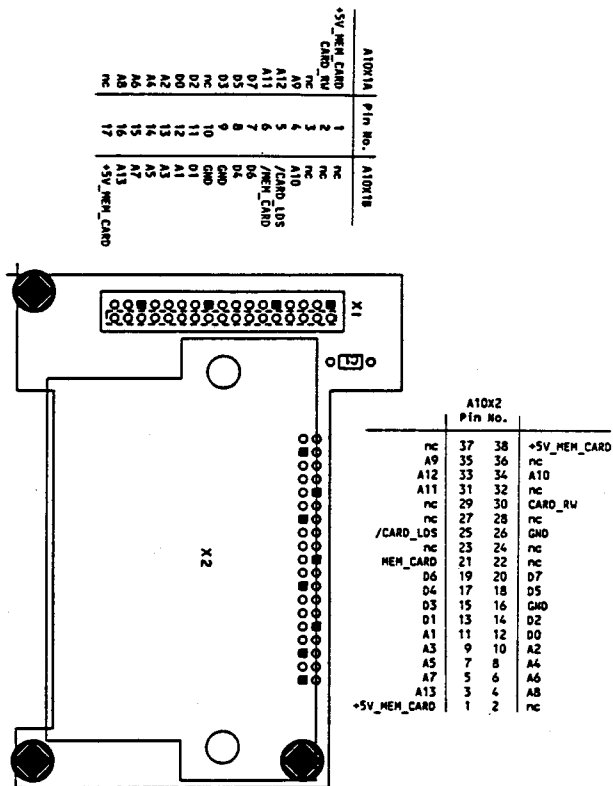 A10X1A Pin No. A10X1B
+5V_MEM_CARD 1 nc
CARD_RW 2 nc
nc 3 nc
A9 4 A10
A12 5 /CARD_LDS
A11 6 /MEM_CARD
D7 7 D6
D5 8 D4
D3 9 GND
nc 10 GND
D2 11 D1
D0 12 A1
A2 13 A3
A4 14 A5
A6 15 A7
A8 16 A13
nc 17 +5V_MEM_CARD
X1
C1
X2
A10X2
Pin No.
nc 37 38 +5V_MEM_CARD
A9 35 36 nc
A12 33 34 A10
A11 31 32 nc
nc 29 30 CARD_RW
nc 27 28 nc
/CARD_LDS 25 26 GND
nc 23 24 nc
MEM_CARD 21 22 nc
D6 19 20 D7
D4 17 18 D5
D3 15 16 GND
D1 13 14 D2
A1 11 12 D0
A3 9 10 A2
A5 7 8 A4
A7 5 6 A6
A13 3 4 A8
+5V_MEM_CARD 1 2 nc